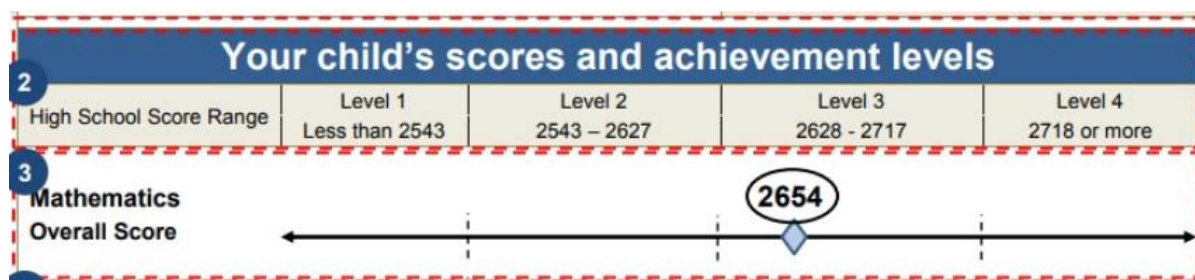 Your child's scores and achievement levels
2
High School Score Range
Level 1
Less than 2543
Level 2
2543 – 2627
Level 3
2628 - 2717
Level 4
2718 or more
3
Mathematics
Overall Score
2654